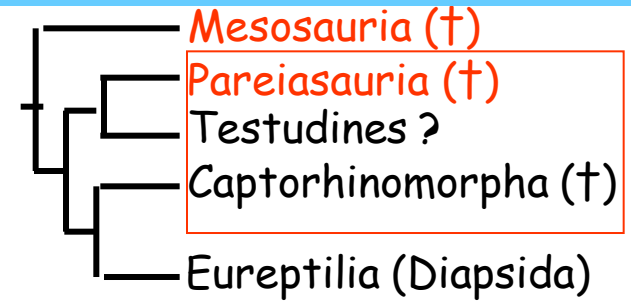 Mesosauria (†)
Pareiasauria (†)
Testudines ?
Captorhinomorpha (†)
Eureptilia (Diapsida)